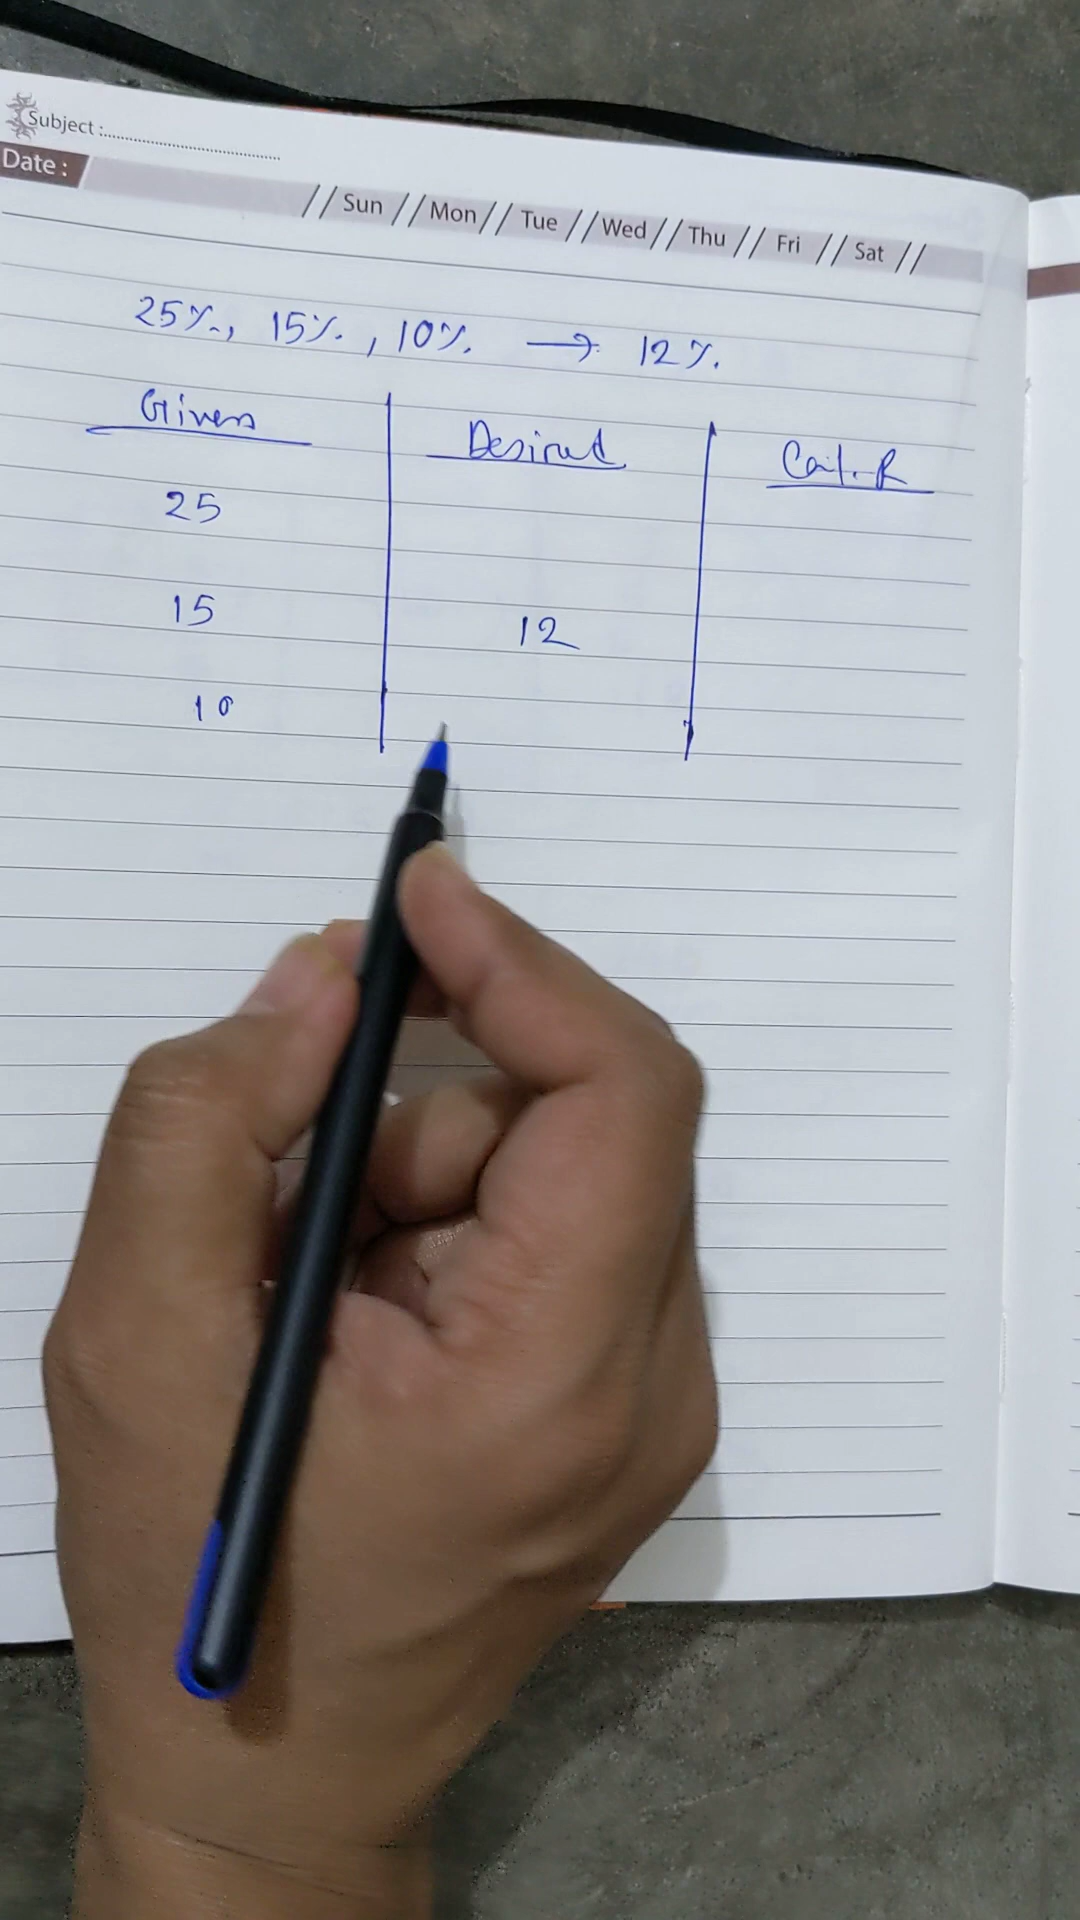 Subject :
Date :
// Sun // Mon // Tue // Wed // Thu // Fri // Sat //
25%, 15%, 10% → 12%.
Given Desired Cal. R
25
15 12
10